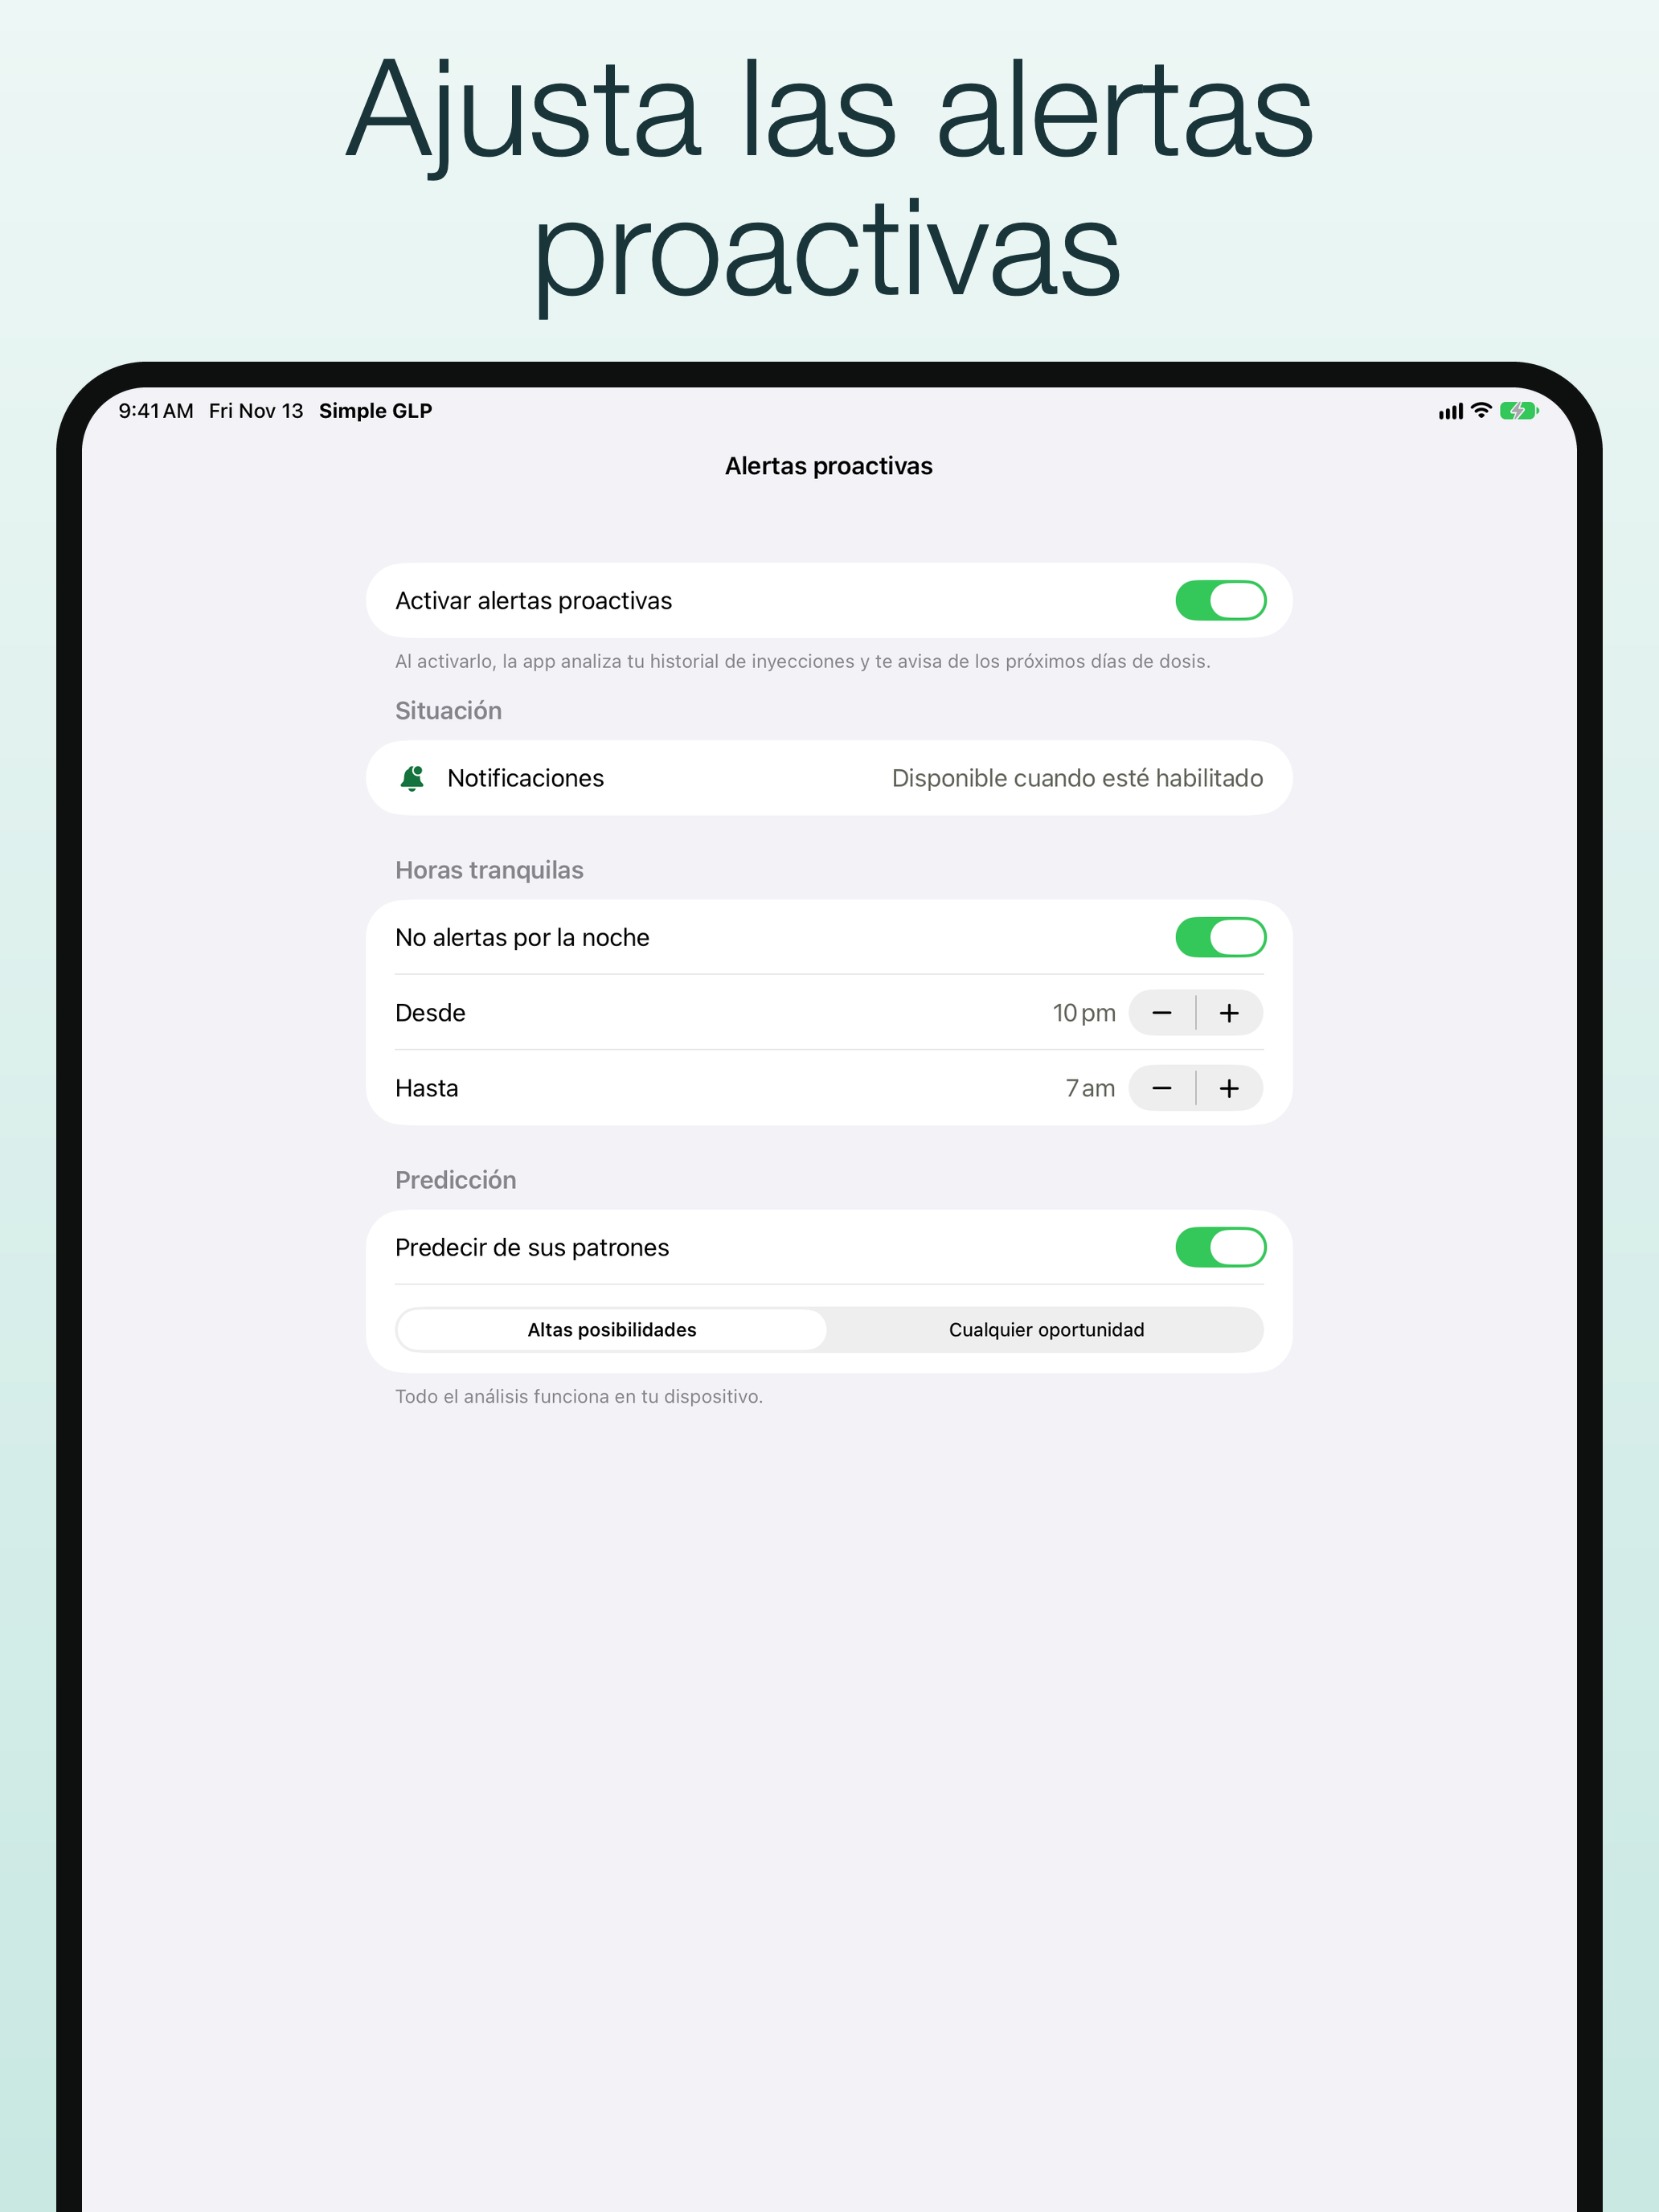 Ajusta las alertas
proactivas
9:41 AM Fri Nov 13 Simple GLP
Alertas proactivas
Activar alertas proactivas
Al activarlo, la app analiza tu historial de inyecciones y te avisa de los próximos días de dosis.
Situación
Notificaciones Disponible cuando esté habilitado
Horas tranquilas
No alertas por la noche
Desde 10 pm − +
Hasta 7 am − +
Predicción
Predecir de sus patrones
Altas posibilidades Cualquier oportunidad
Todo el análisis funciona en tu dispositivo.